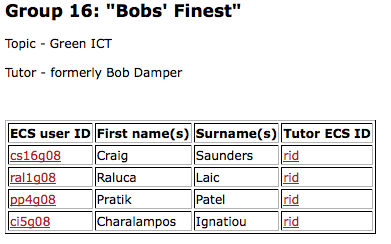 Group 16: "Bobs' Finest"
Topic - Green ICT
Tutor - formerly Bob Damper
ECS user ID First name(s) Surname(s) Tutor ECS ID
cs16g08 Craig Saunders rid
ral1g08 Raluca Laic rid
pp4g08 Pratik Patel rid
ci5g08 Charalampos Ignatiou rid